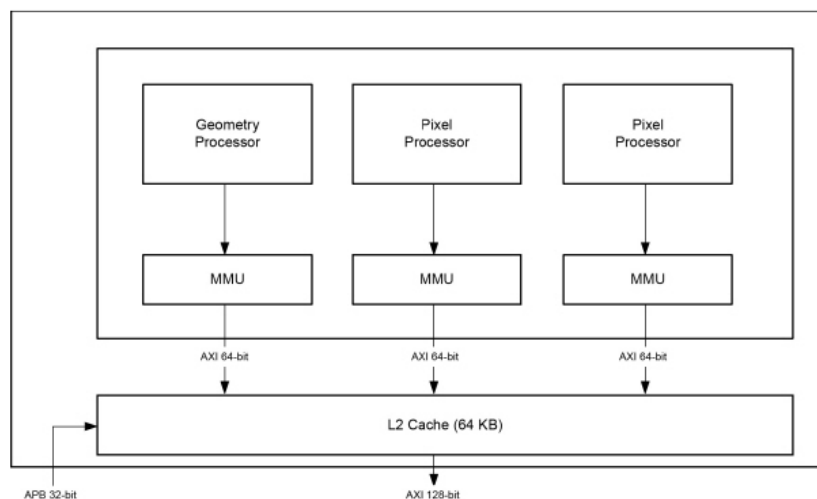 Geometry
Processor
Pixel
Processor
Pixel
Processor
MMU
MMU
MMU
AXI 64-bit
AXI 64-bit
AXI 64-bit
L2 Cache (64 KB)
APB 32-bit
AXI 128-bit